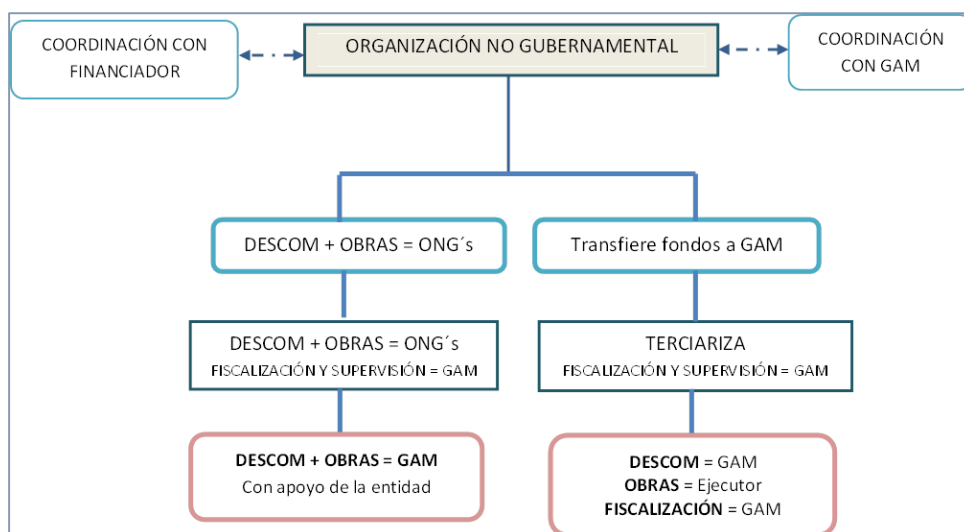 COORDINACIÓN CON
FINANCIADOR
ORGANIZACIÓN NO GUBERNAMENTAL
COORDINACIÓN
CON GAM
DESCOM + OBRAS = ONG´s
Transfiere fondos a GAM
DESCOM + OBRAS = ONG´s
FISCALIZACIÓN Y SUPERVISIÓN = GAM
TERCIARIZA
FISCALIZACIÓN Y SUPERVISIÓN = GAM
DESCOM + OBRAS = GAM
Con apoyo de la entidad
DESCOM = GAM
OBRAS = Ejecutor
FISCALIZACIÓN = GAM